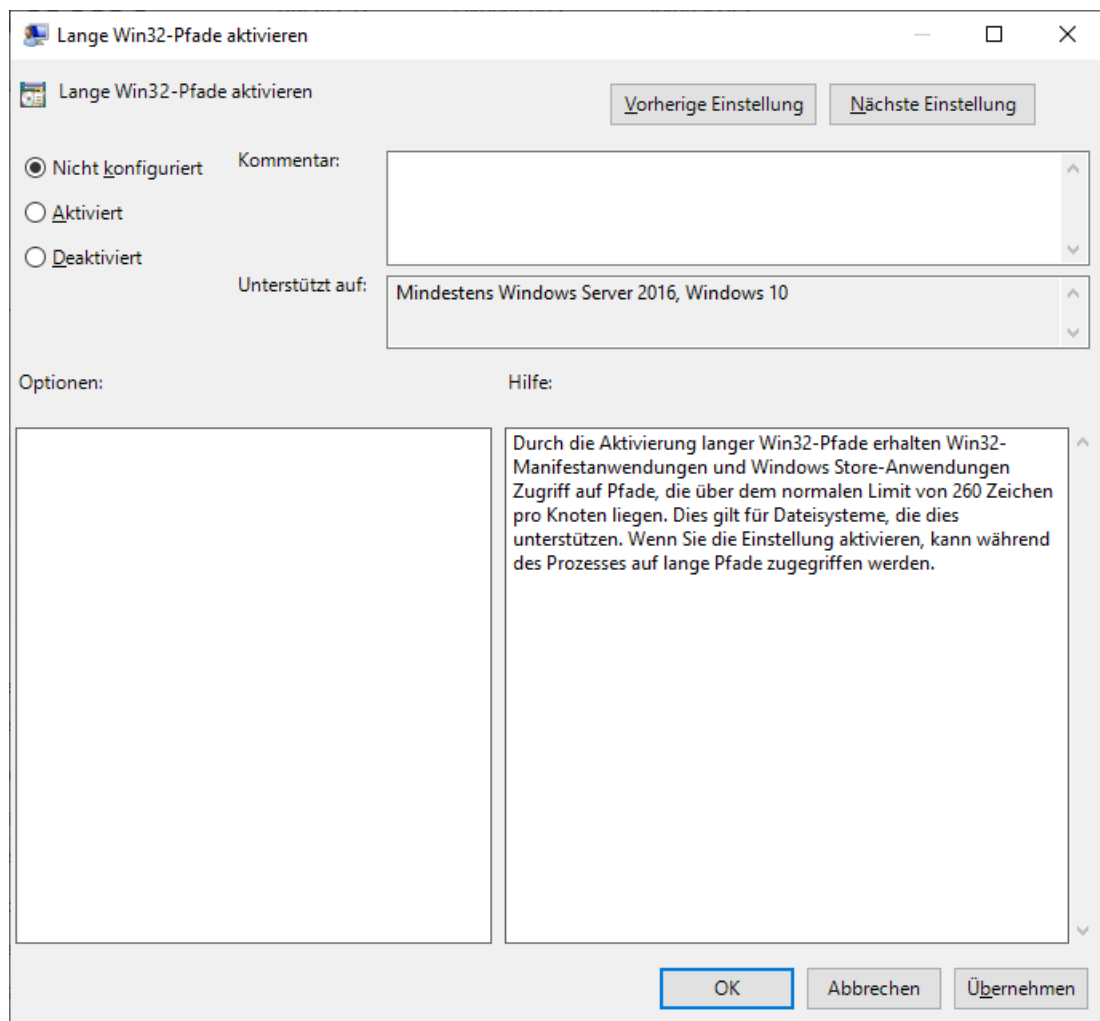 Lange Win32-Pfade aktivieren
Lange Win32-Pfade aktivieren
Vorherige Einstellung
Nächste Einstellung
Nicht konfiguriert
Aktiviert
Deaktiviert
Kommentar:
Unterstützt auf:
Mindestens Windows Server 2016, Windows 10
Optionen:
Hilfe:
Durch die Aktivierung langer Win32-Pfade erhalten Win32-
Manifestanwendungen und Windows Store-Anwendungen
Zugriff auf Pfade, die über dem normalen Limit von 260 Zeichen
pro Knoten liegen. Dies gilt für Dateisysteme, die dies
unterstützen. Wenn Sie die Einstellung aktivieren, kann während
des Prozesses auf lange Pfade zugegriffen werden.
OK
Abbrechen
Übernehmen